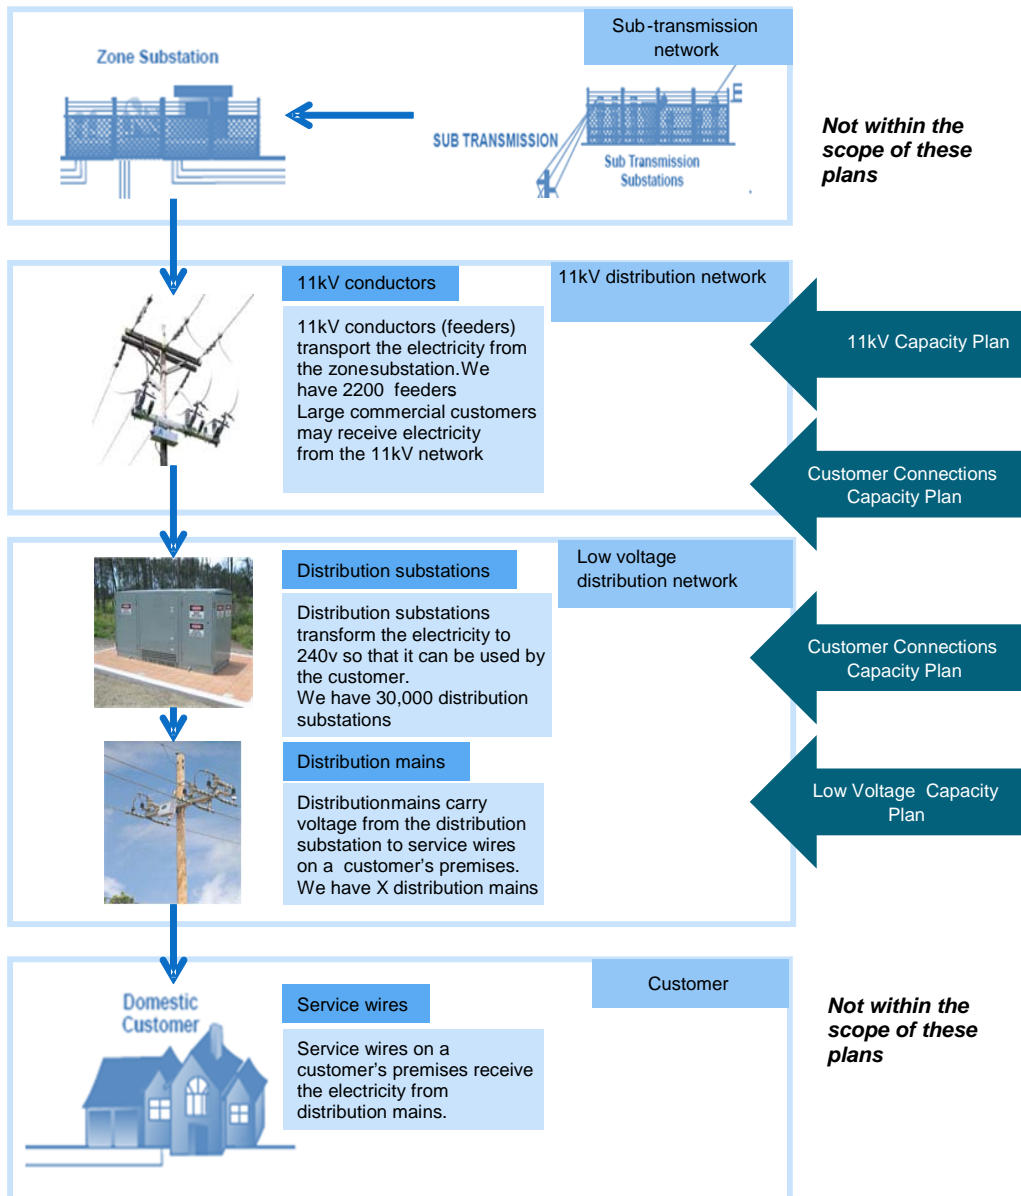 Sub-transmission
network
Zone Substation
SUB TRANSMISSION
Sub Transmission
Substations
Not within the
scope of these
plans
11kV conductors
11kV distribution network
11kV conductors (feeders)
transport the electricity from
the zonesubstation.We
have 2200 feeders
Large commercial customers
may receive electricity
from the 11kV network
11kV Capacity Plan
Customer Connections
Capacity Plan
Low voltage
distribution network
Distribution substations
Distribution substations
transform the electricity to
240v so that it can be used by
the customer.
We have 30,000 distribution
substations
Customer Connections
Capacity Plan
Distribution mains
Distributionmains carry
voltage from the distribution
substation to service wires
on a customer's premises.
We have X distribution mains
Low Voltage Capacity
Plan
Customer
Domestic
Customer
Service wires
Service wires on a
customer's premises receive
the electricity from
distribution mains.
Not within the
scope of these
plans